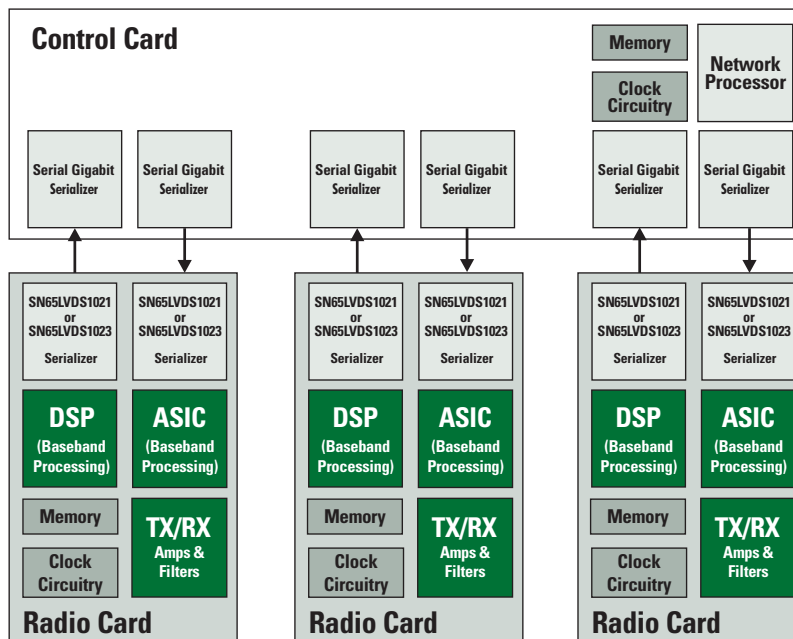 Control Card
Memory
Clock
Circuitry
Network
Processor
Serial Gigabit
Serializer
Serial Gigabit
Serializer
Serial Gigabit
Serializer
Serial Gigabit
Serializer
Serial Gigabit
Serializer
Serial Gigabit
Serializer
SN65LVDS1021
or
SN65LVDS1023
Serializer
SN65LVDS1021
or
SN65LVDS1023
Serializer
DSP
(Baseband
Processing)
ASIC
(Baseband
Processing)
Memory
Clock
Circuitry
TX/RX
Amps &
Filters
Radio Card
SN65LVDS1021
or
SN65LVDS1023
Serializer
SN65LVDS1021
or
SN65LVDS1023
Serializer
DSP
(Baseband
Processing)
ASIC
(Baseband
Processing)
Memory
Clock
Circuitry
TX/RX
Amps &
Filters
Radio Card
SN65LVDS1021
or
SN65LVDS1023
Serializer
SN65LVDS1021
or
SN65LVDS1023
Serializer
DSP
(Baseband
Processing)
ASIC
(Baseband
Processing)
Memory
Clock
Circuitry
TX/RX
Amps &
Filters
Radio Card